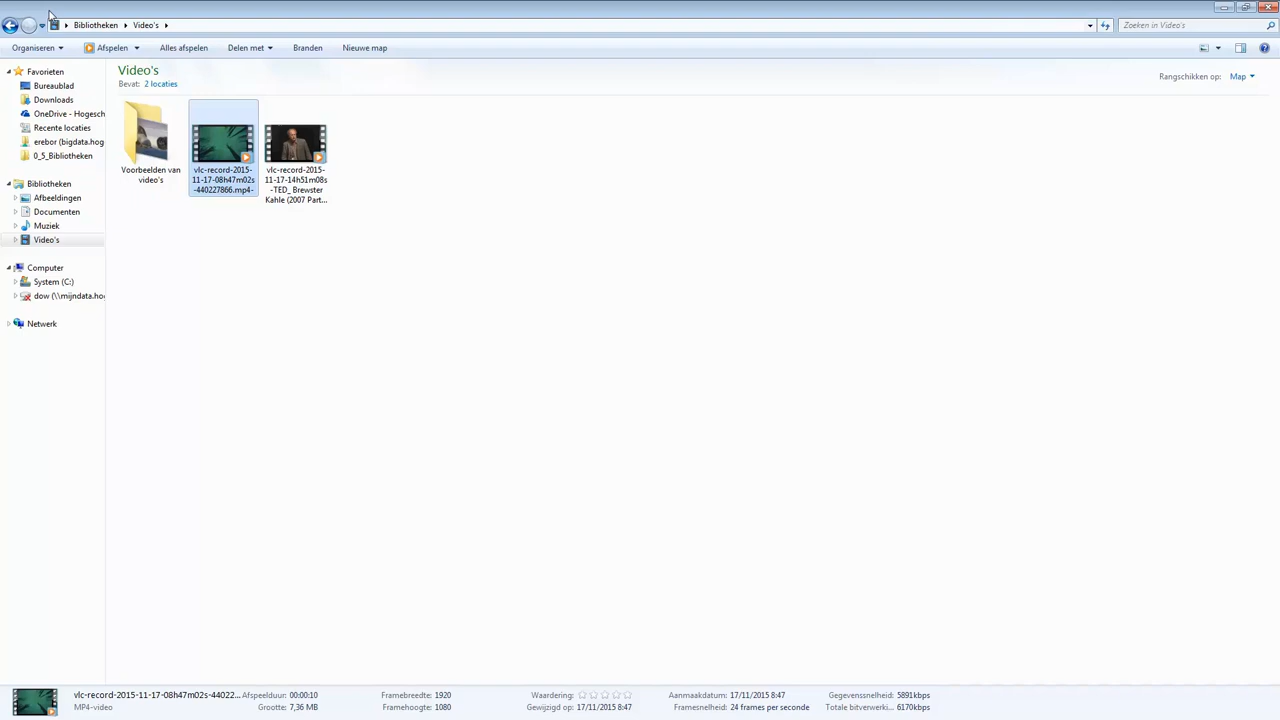 Bibliotheken Video's
Zoeken in Video's
Organiseren Afspelen Alles afspelen Delen met Branden Nieuwe map
Favorieten
Bureaublad
Downloads
OneDrive - Hogesch
Recente locaties
erebor (bigdata.hog
0_5_Bibliotheken
Bibliotheken
Afbeeldingen
Documenten
Muziek
Video's
Computer
System (C:)
dow (\\mijndata.hog
Netwerk
Video's
Bevat: 2 locaties
Rangschikken op: Map
Voorbeelden van
video's
vlc-record-2015-
11-17-08h47m02s
-440227866.mp4-
vlc-record-2015-
11-17-14h51m08s
-TED_ Brewster
Kahle (2007 Part...
vlc-record-2015-11-17-08h47m02s-44022... Afspeelduur: 00:00:10 Framebreedte: 1920 Waardering: Aanmaakdatum: 17/11/2015 8:47 Gegevenssnelheid: 5891kbps
MP4-video Grootte: 7,36 MB Framehoogte: 1080 Gewijzigd op: 17/11/2015 8:47 Framesnelheid: 24 frames per seconde Totale bitverwerki... 6170kbps